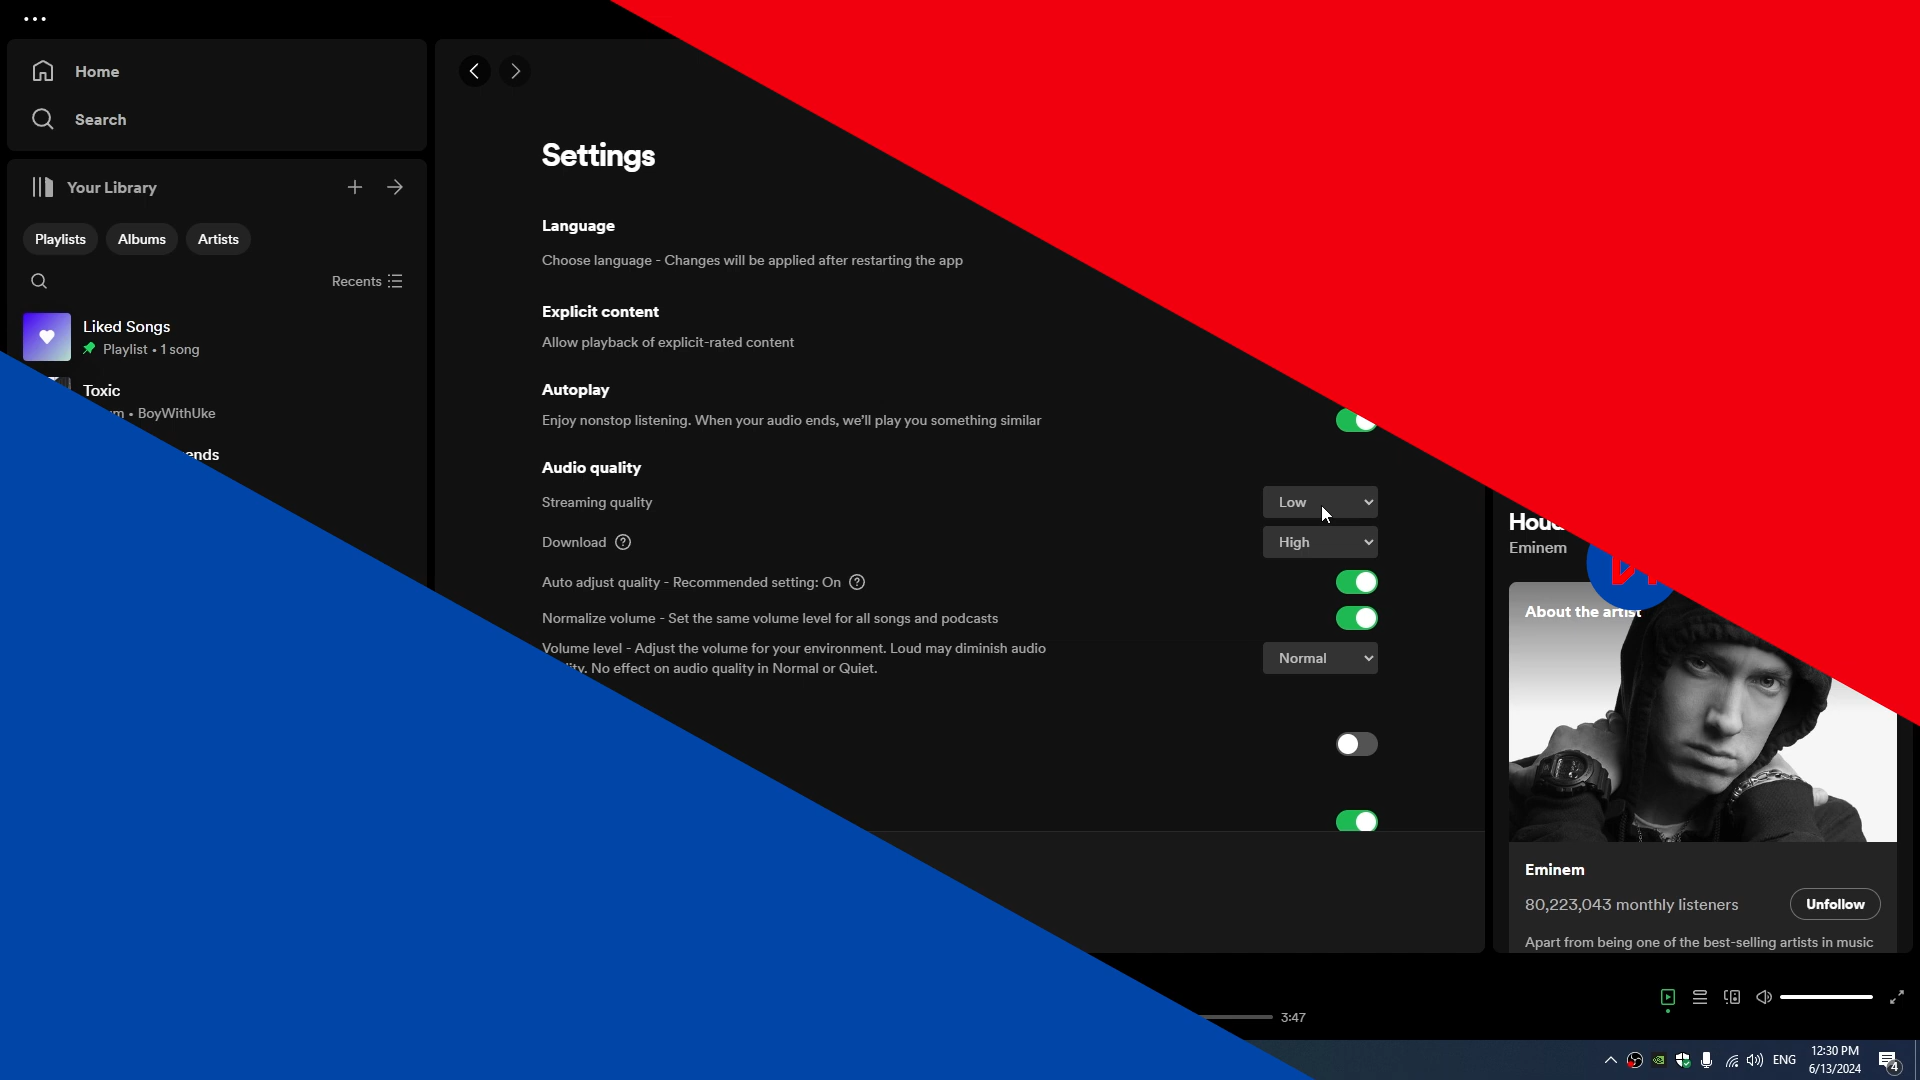 Home
Search
Your Library
Playlists Albums Artists
Recents
Liked Songs
Playlist • 1 song
Toxic
• BoyWithUke
Settings
Language
Choose language - Changes will be applied after restarting the app
Explicit content
Allow playback of explicit-rated content
Autoplay
Enjoy nonstop listening. When your audio ends, we'll play you something similar
Audio quality
Streaming quality Low
Download ? High
Auto adjust quality - Recommended setting: On ?
Normalize volume - Set the same volume level for all songs and podcasts
Volume level - Adjust the volume for your environment. Loud may diminish audio
No effect on audio quality in Normal or Quiet.
Normal
Eminem
About the artist
Eminem
80,223,043 monthly listeners
Unfollow
Apart from being one of the best-selling artists in music
3:47
ENG
12:30 PM
6/13/2024
4